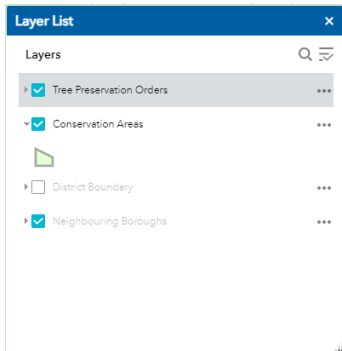 Layer List
Layers
Tree Preservation Orders
Conservation Areas
District Boundary
Neighbouring Boroughs